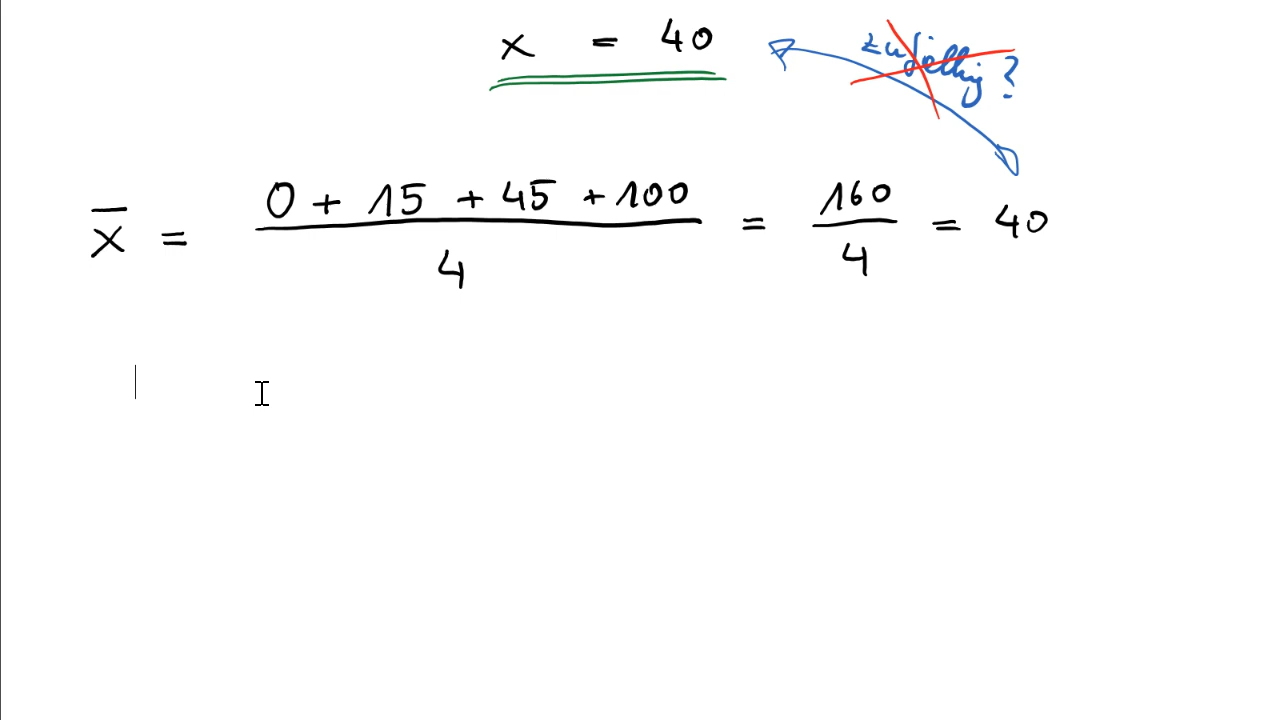 x = 40
zufällig?
x̄ = (0 + 15 + 45 + 100) / 4 = 160 / 4 = 40